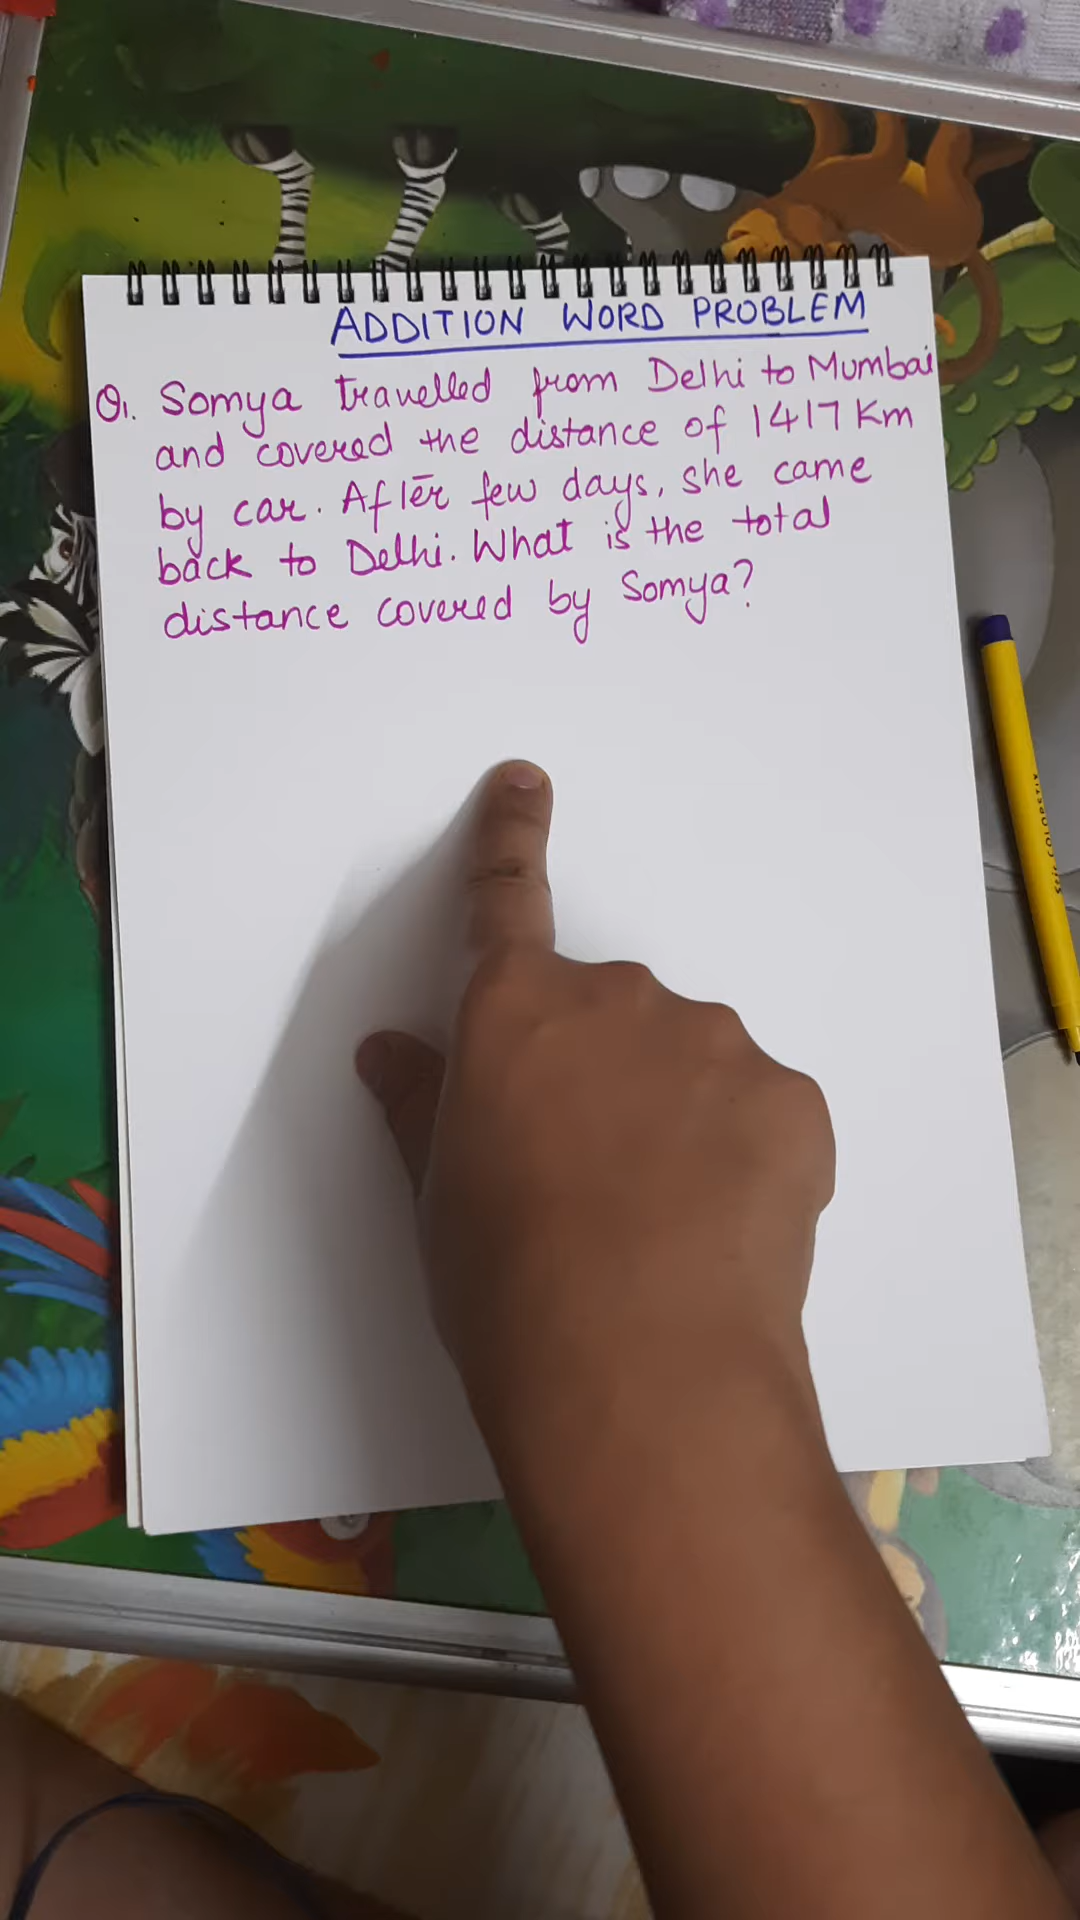 ADDITION WORD PROBLEM
Q1. Somya travelled from Delhi to Mumbai
and covered the distance of 1417 Km
by car. After few days, she came
back to Delhi. What is the total
distance covered by Somya?